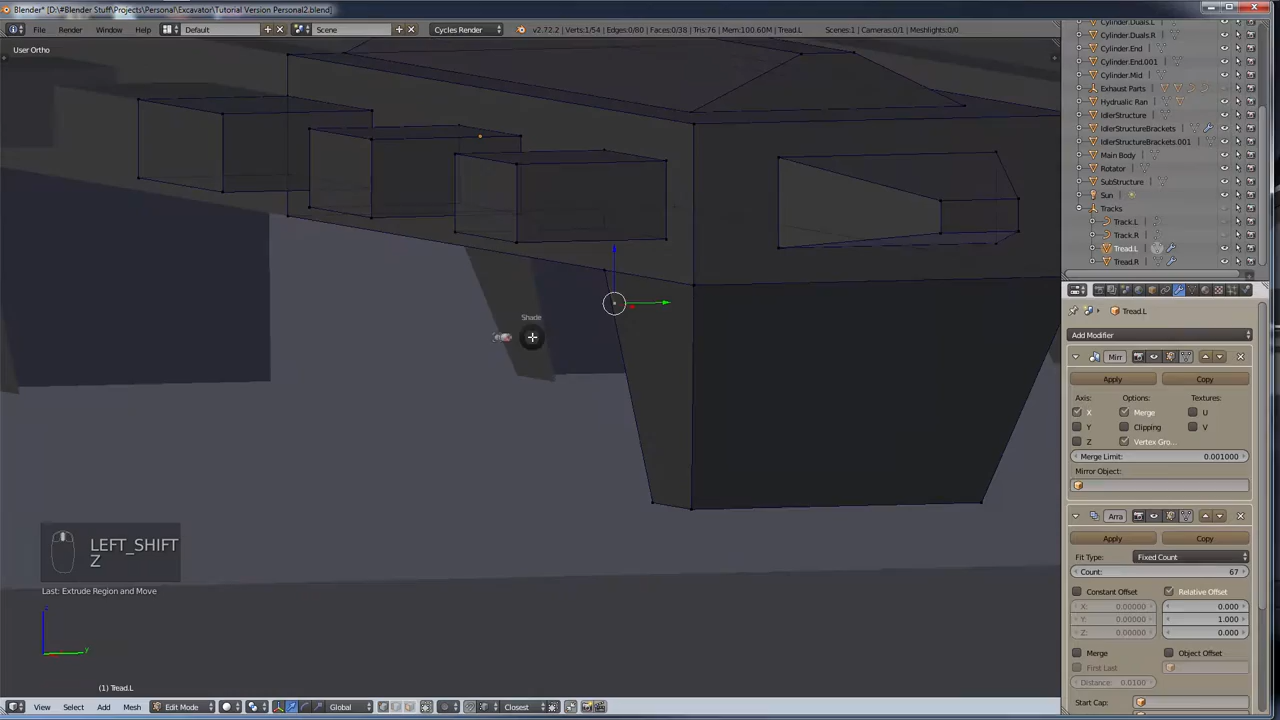 Blender* [D:\#Blender Stuff\Projects\Personal\Excavator\Tutorial Version Personal2.blend]
File Render Window Help Default Scene Cycles Render v2.72.2 | Verts:1/54 | Edges:0/80 | Faces:0/38 | Tris:76 | Mem:100.60M | Tread.L Scenes:1 | Cameras:0/1 | Meshlights:0/0
User Ortho
Cylinder.Duals.L
Cylinder.Duals.R
Cylinder.End
Cylinder.End.001
Cylinder.Mid
Exhaust Parts
Hydrualic Ran
IdlerStructure
IdlerStructureBrackets
IdlerStructureBrackets.001
Main Body
Rotator
SubStructure
Sun
Tracks
Track.L
Track.R
Tread.L
Tread.R
Tread.L
Add Modifier
Mirr
Apply Copy
Axis: Options: Textures:
X Merge U
Y Clipping V
Z Vertex Gro...
Merge Limit: 0.001000
Mirror Object:
Arra
Apply Copy
Fit Type: Fixed Count
Count: 67
Constant Offset Relative Offset
X: 0.00000 0.000
Y: 0.00000 1.000
Z: 0.00000 0.000
Merge Object Offset
First Last
Distance: 0.0100
Start Cap:
Shade
LEFT_SHIFT
Z
Last: Extrude Region and Move
z
y
(1) Tread.L
View Select Add Mesh Edit Mode Global Closest